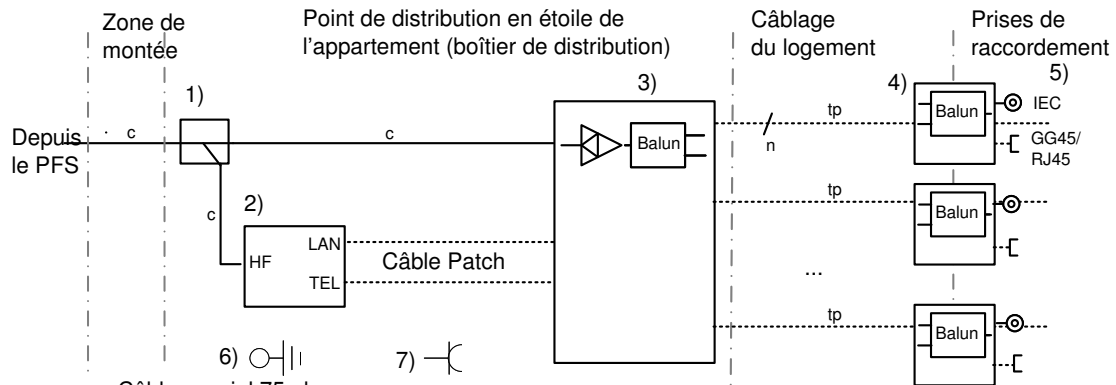 Zone de
montée
Point de distribution en étoile de
l'appartement (boîtier de distribution)
Câblage
du logement
Prises de
raccordement
1)
3)
4)
5)
Depuis
le PFS
c
c
tp
n
Balun
Balun
IEC
GG45/
RJ45
c
2)
HF
LAN
TEL
Câble Patch
tp
Balun
...
tp
Balun
6)
7)